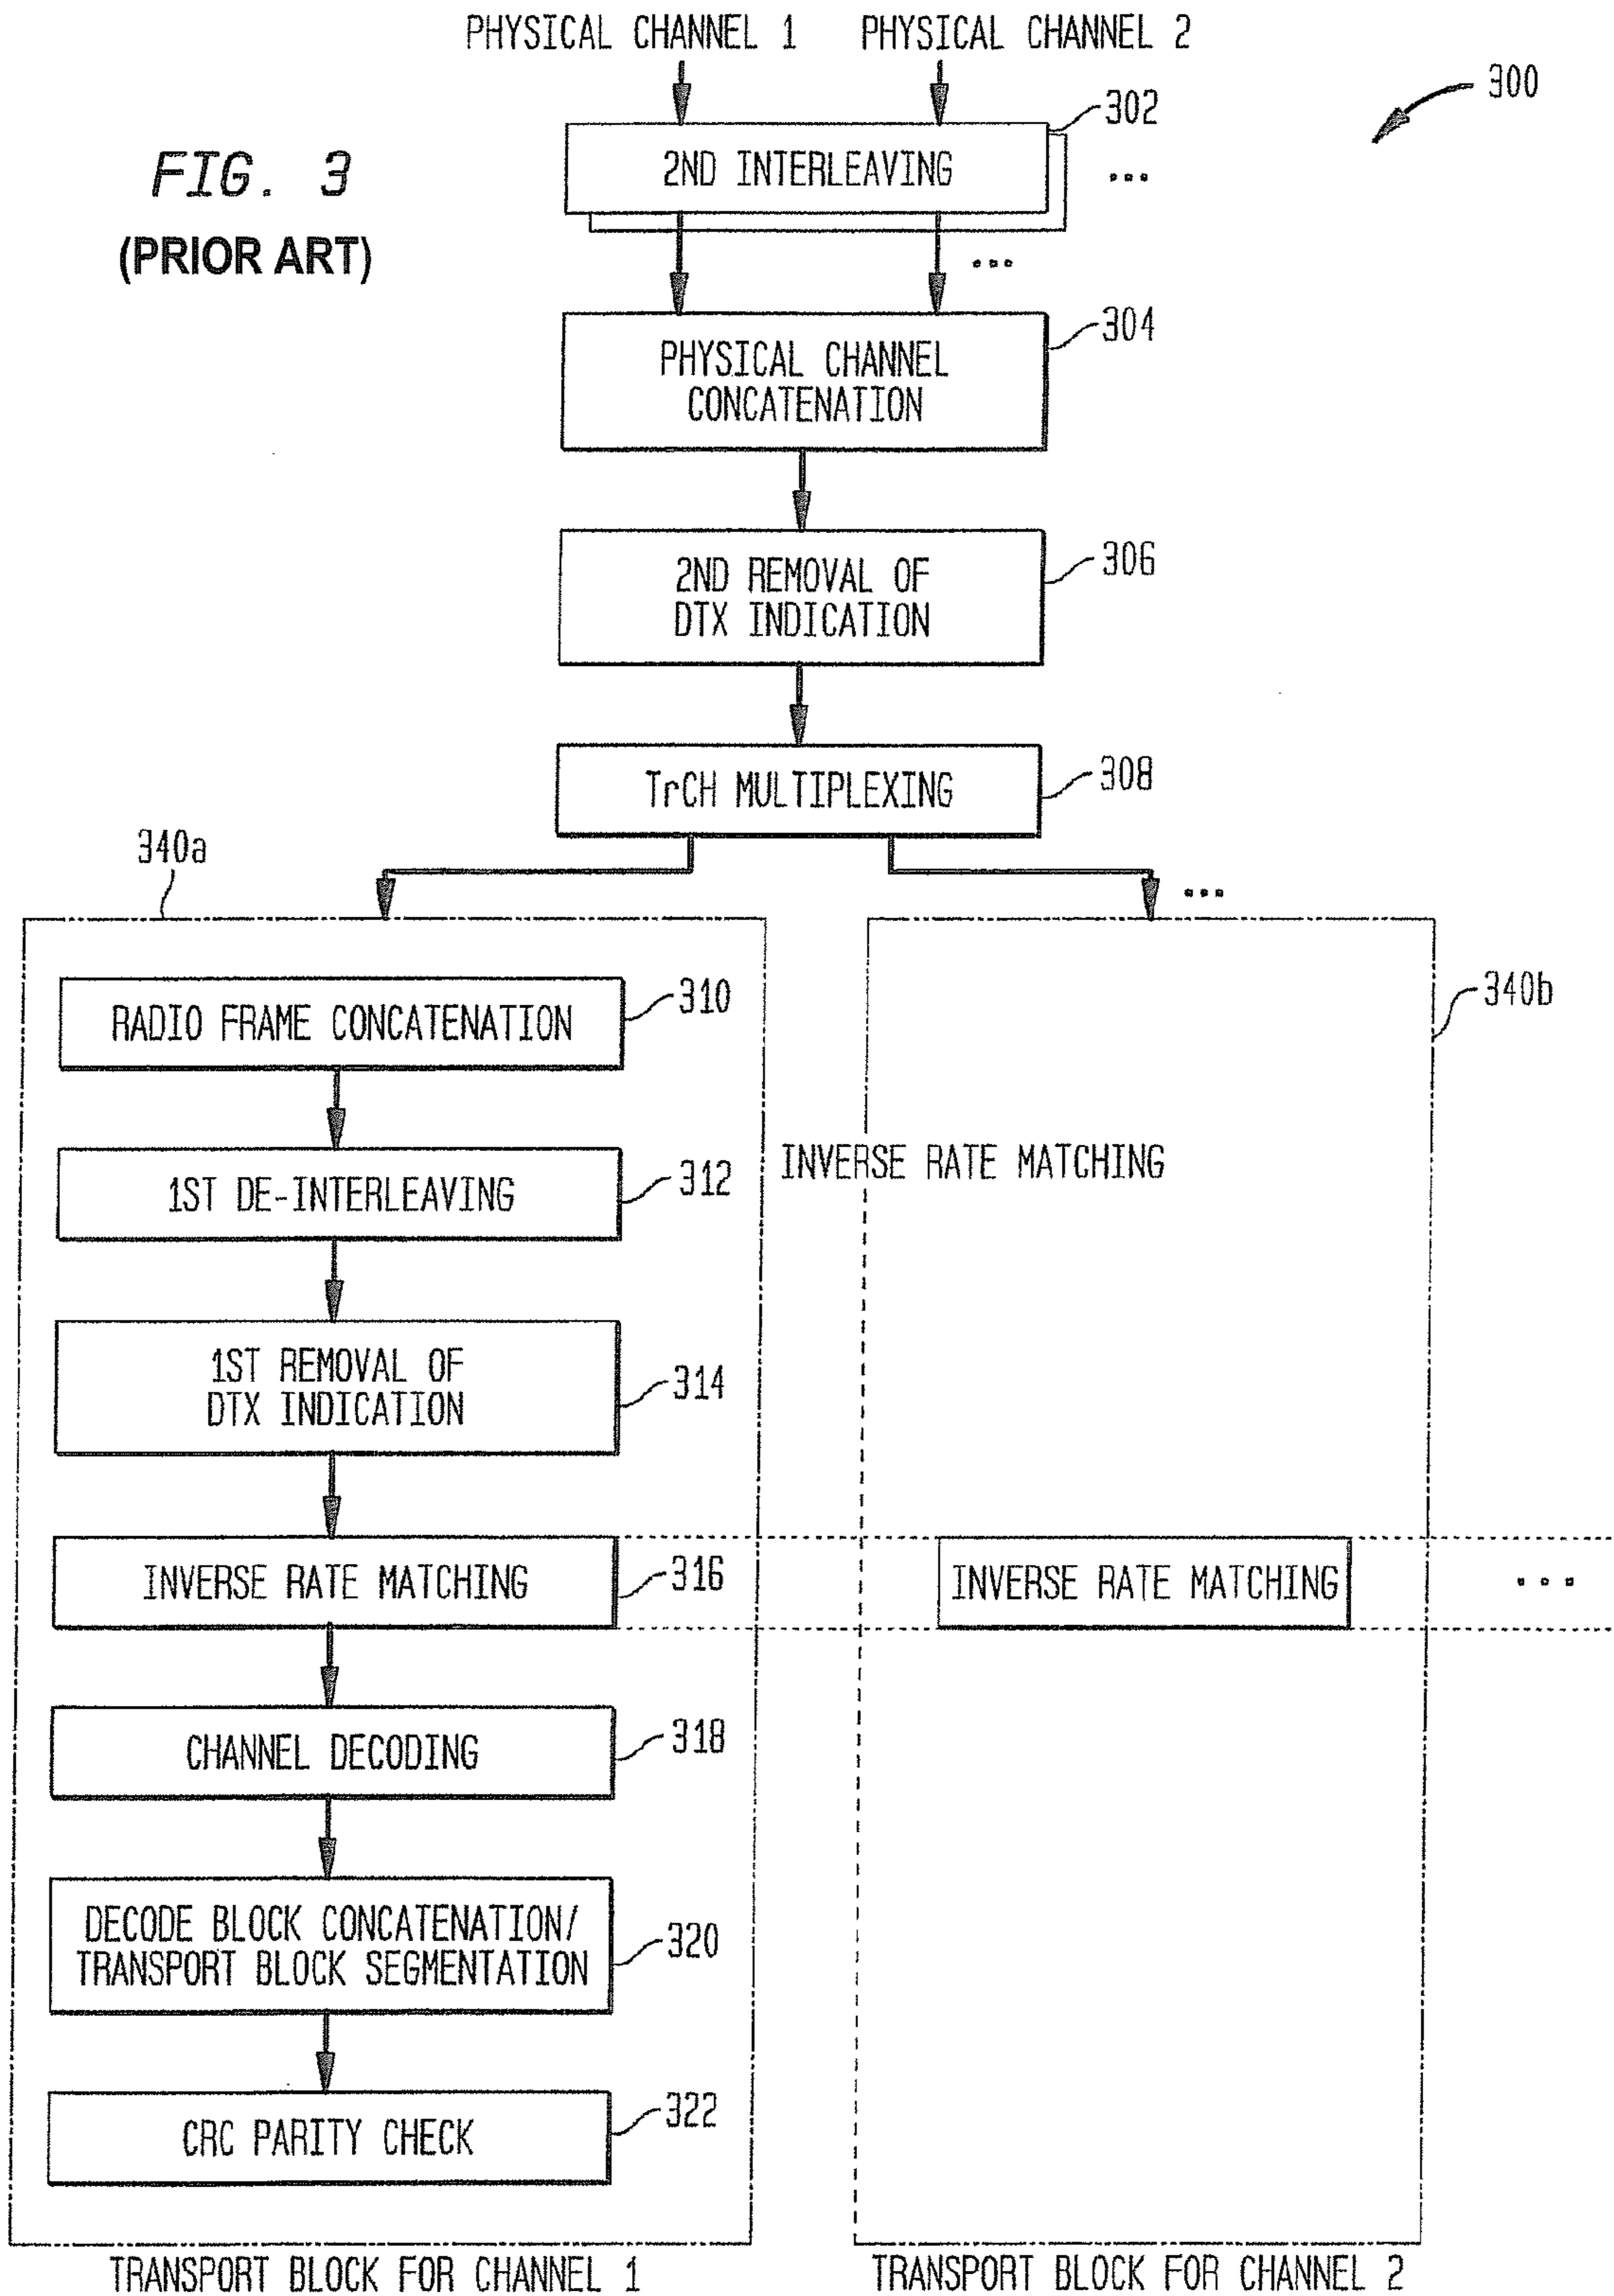 PHYSICAL CHANNEL 1 PHYSICAL CHANNEL 2
300
302
FIG. 3
(PRIOR ART)
2ND INTERLEAVING
...
...
304
PHYSICAL CHANNEL
CONCATENATION
306
2ND REMOVAL OF
DTX INDICATION
308
TrCH MULTIPLEXING
340a
...
310
RADIO FRAME CONCATENATION
340b
INVERSE RATE MATCHING
312
1ST DE-INTERLEAVING
314
1ST REMOVAL OF
DTX INDICATION
316
INVERSE RATE MATCHING
INVERSE RATE MATCHING
...
318
CHANNEL DECODING
320
DECODE BLOCK CONCATENATION/
TRANSPORT BLOCK SEGMENTATION
322
CRC PARITY CHECK
TRANSPORT BLOCK FOR CHANNEL 1
TRANSPORT BLOCK FOR CHANNEL 2